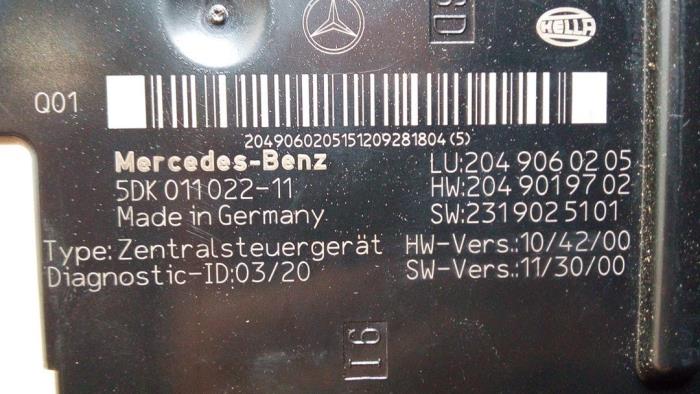 SD
HELLA
Q01
2049060205151209281804(5)
Mercedes-Benz LU:204 906 02 05
5DK 011 022-11 HW:204 901 97 02
Made in Germany SW:231 902 51 01
Type: Zentralsteuergerät HW-Vers.:10/42/00
Diagnostic-ID:03/20 SW-Vers.:11/30/00